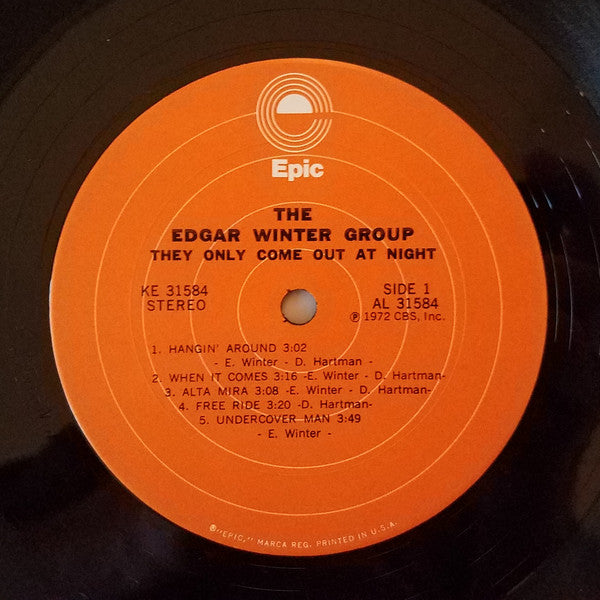 Epic
THE
EDGAR WINTER GROUP
THEY ONLY COME OUT AT NIGHT
KE 31584
STEREO
SIDE 1
AL 31584
Ⓟ 1972 CBS, Inc.
1. HANGIN' AROUND 3:02
- E. Winter - D. Hartman -
2. WHEN IT COMES 3:16 -E. Winter - D. Hartman-
3. ALTA MIRA 3:08 -E. Winter - D. Hartman-
4. FREE RIDE 3:20 -D. Hartman-
5. UNDERCOVER MAN 3:49
- E. Winter -
®"EPIC," MARCA REG. PRINTED IN U.S.A.